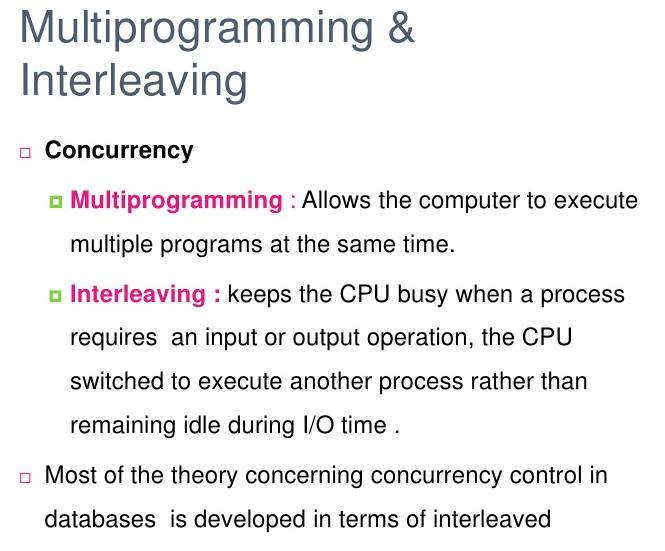 Multiprogramming &
Interleaving
Concurrency
Multiprogramming : Allows the computer to execute
multiple programs at the same time.
Interleaving : keeps the CPU busy when a process
requires  an input or output operation, the CPU
switched to execute another process rather than
remaining idle during I/O time .
Most of the theory concerning concurrency control in
databases  is developed in terms of interleaved